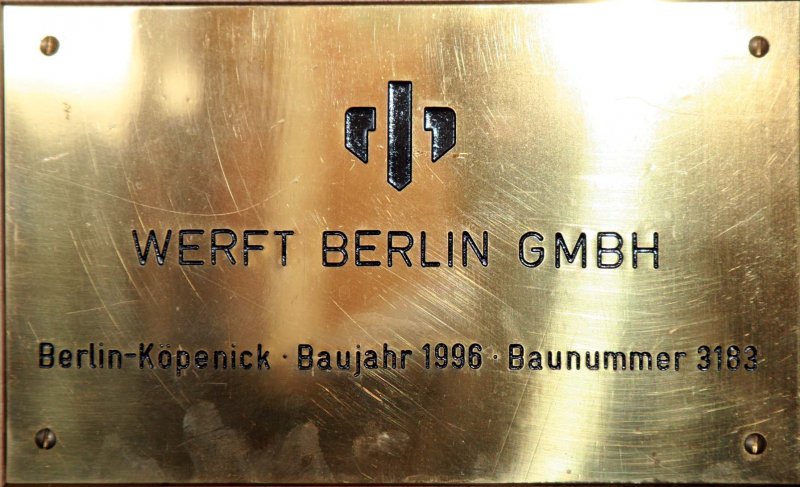 WERFT BERLIN GMBH
Berlin-Köpenick · Baujahr 1996 · Baunummer 3183